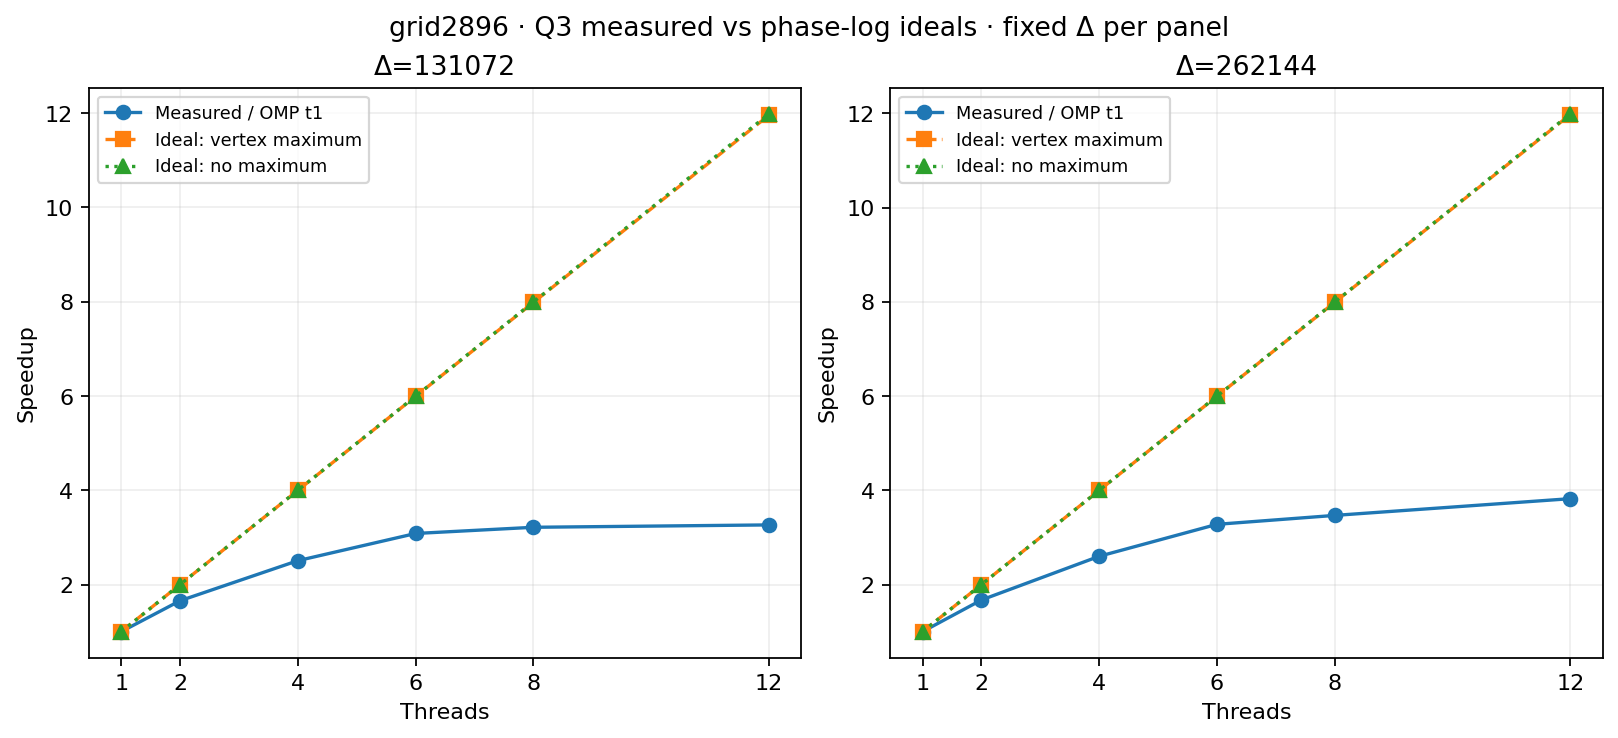 grid2896 · Q3 measured vs phase-log ideals · fixed Δ per panel
Δ=131072
Measured / OMP t1
Ideal: vertex maximum
Ideal: no maximum
12
10
8
6
4
2
Speedup
1 2 4 6 8 12
Threads
Δ=262144
Measured / OMP t1
Ideal: vertex maximum
Ideal: no maximum
12
10
8
6
4
2
Speedup
1 2 4 6 8 12
Threads